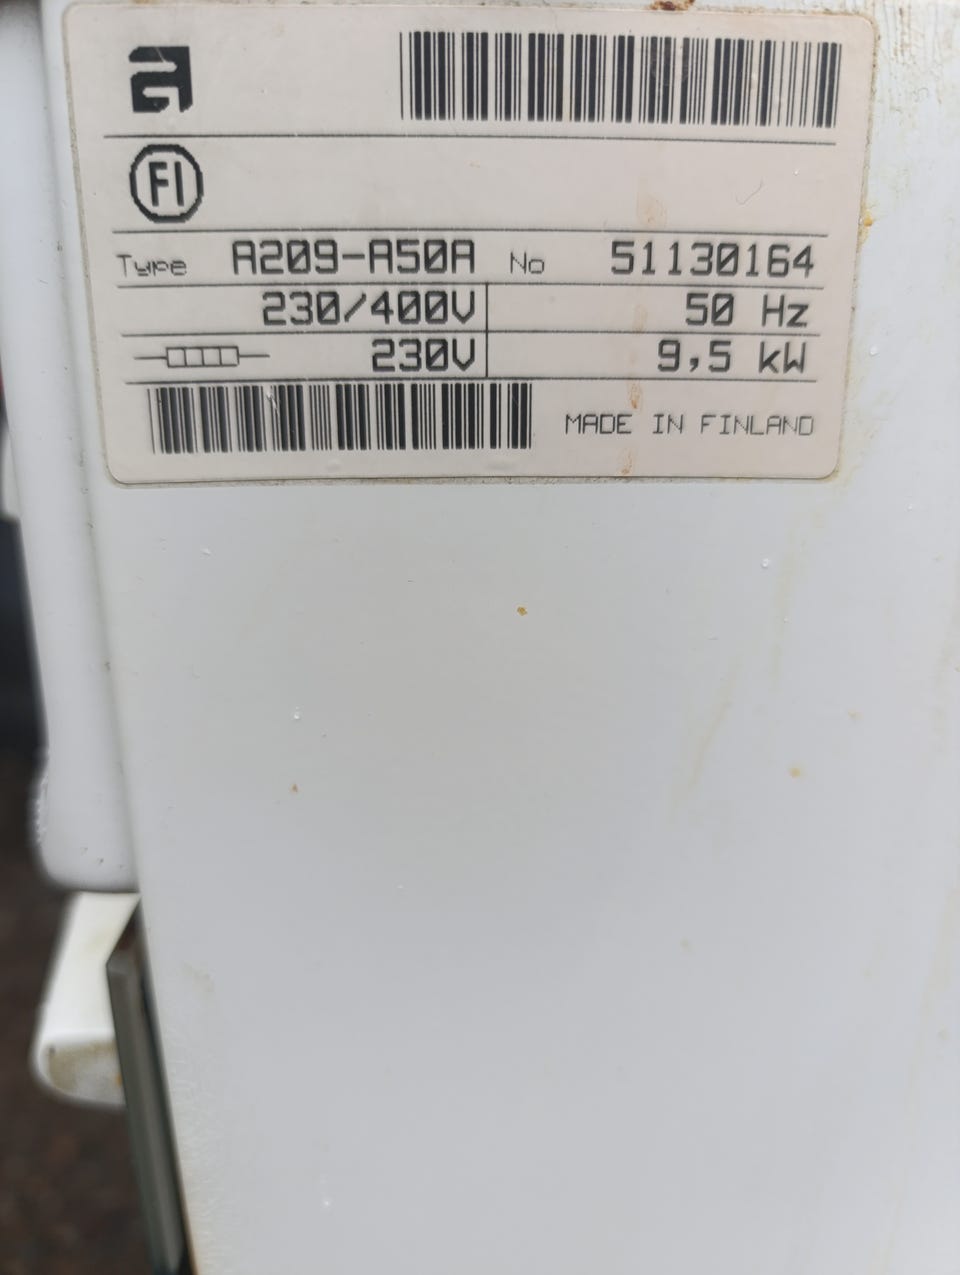 a
FI
Type A209-A50A No 51130164
230/400V 50 Hz
230V 9,5 kW
MADE IN FINLAND